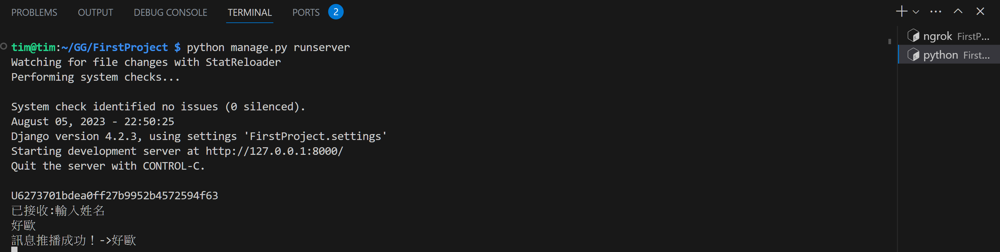 PROBLEMS OUTPUT DEBUG CONSOLE TERMINAL PORTS 2
ngrok FirstP...
python First...
tim@tim:~/GG/FirstProject $ python manage.py runserver
Watching for file changes with StatReloader
Performing system checks...
System check identified no issues (0 silenced).
August 05, 2023 - 22:50:25
Django version 4.2.3, using settings 'FirstProject.settings'
Starting development server at http://127.0.0.1:8000/
Quit the server with CONTROL-C.
U6273701bdea0ff27b9952b4572594f63
已接收:輸入姓名
好歐
訊息推播成功！->好歐